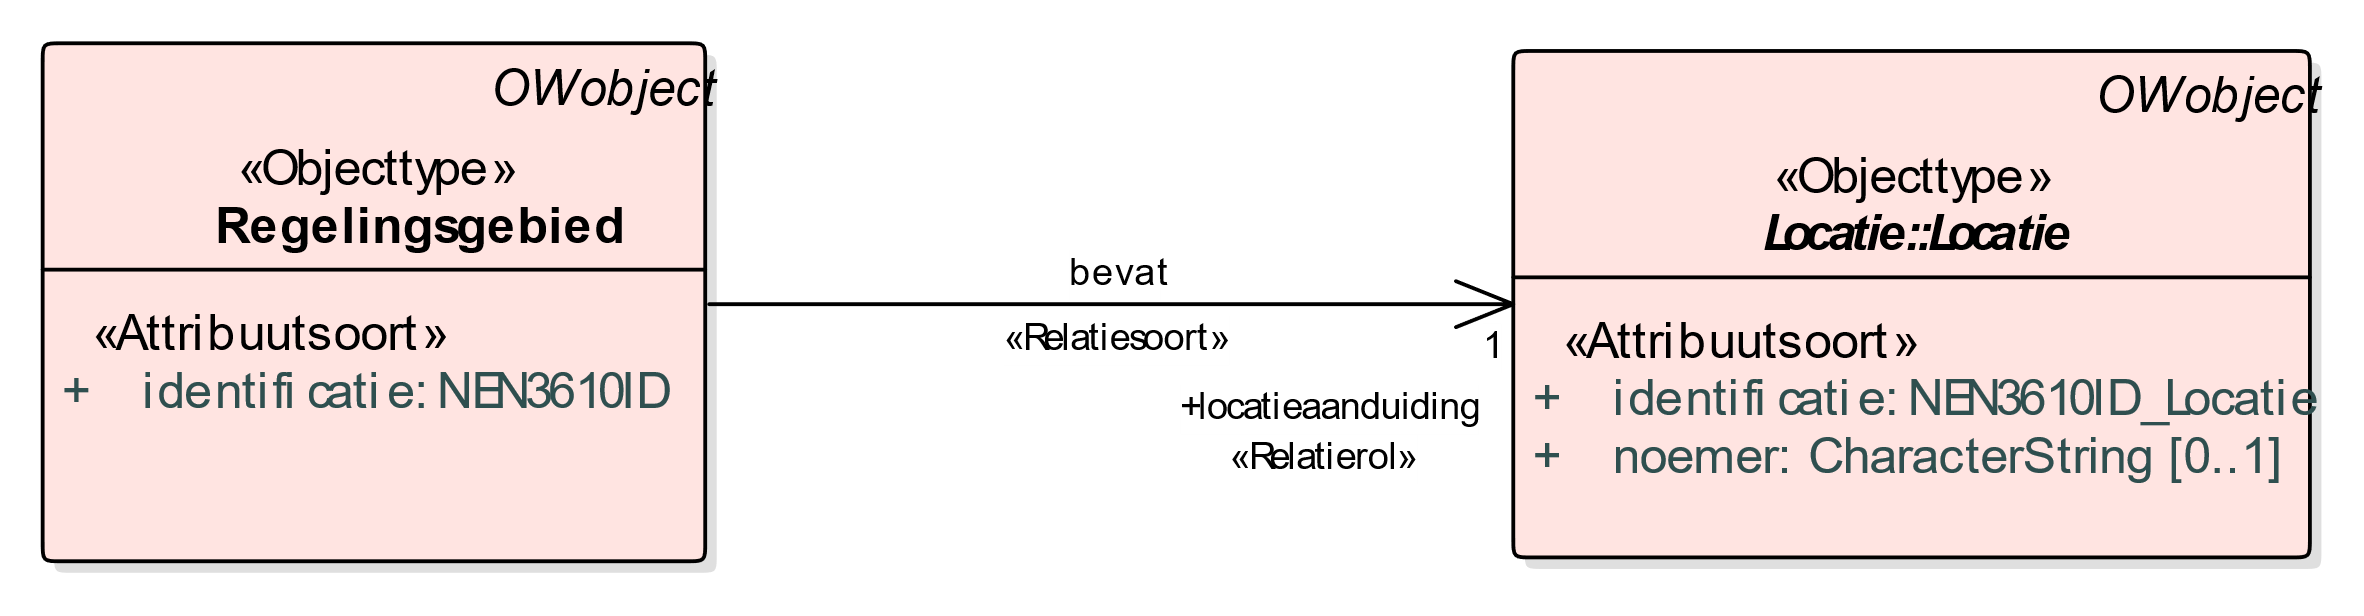 OWobject
«Objecttype»
Regelingsgebied
«Attribuutsoort»
+ identificatie: NEN3610ID
bevat
«Relatiesoort»
1
+locatieaanduiding
«Relatierol»
OWobject
«Objecttype»
Locatie::Locatie
«Attribuutsoort»
+ identificatie: NEN3610ID_Locatie
+ noemer: CharacterString [0..1]